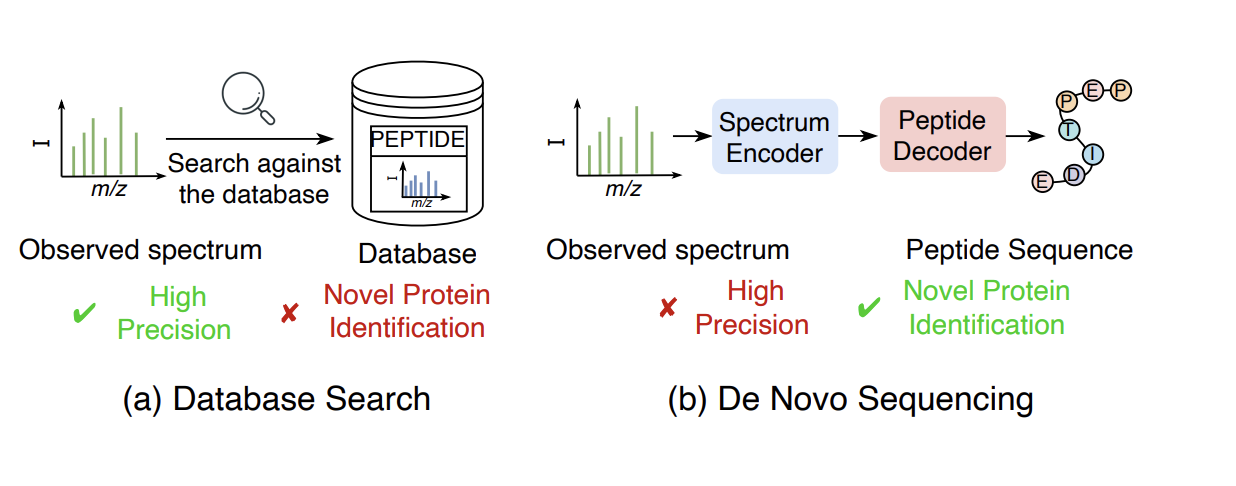 I
m/z
Search against
the database
PEPTIDE
I
m/z
Observed spectrum
Database
✔ High
Precision
✘ Novel Protein
Identification
(a) Database Search
I
m/z
Spectrum
Encoder
Peptide
Decoder
P E P
T
I
E D
Observed spectrum
Peptide Sequence
✘ High
Precision
✔ Novel Protein
Identification
(b) De Novo Sequencing